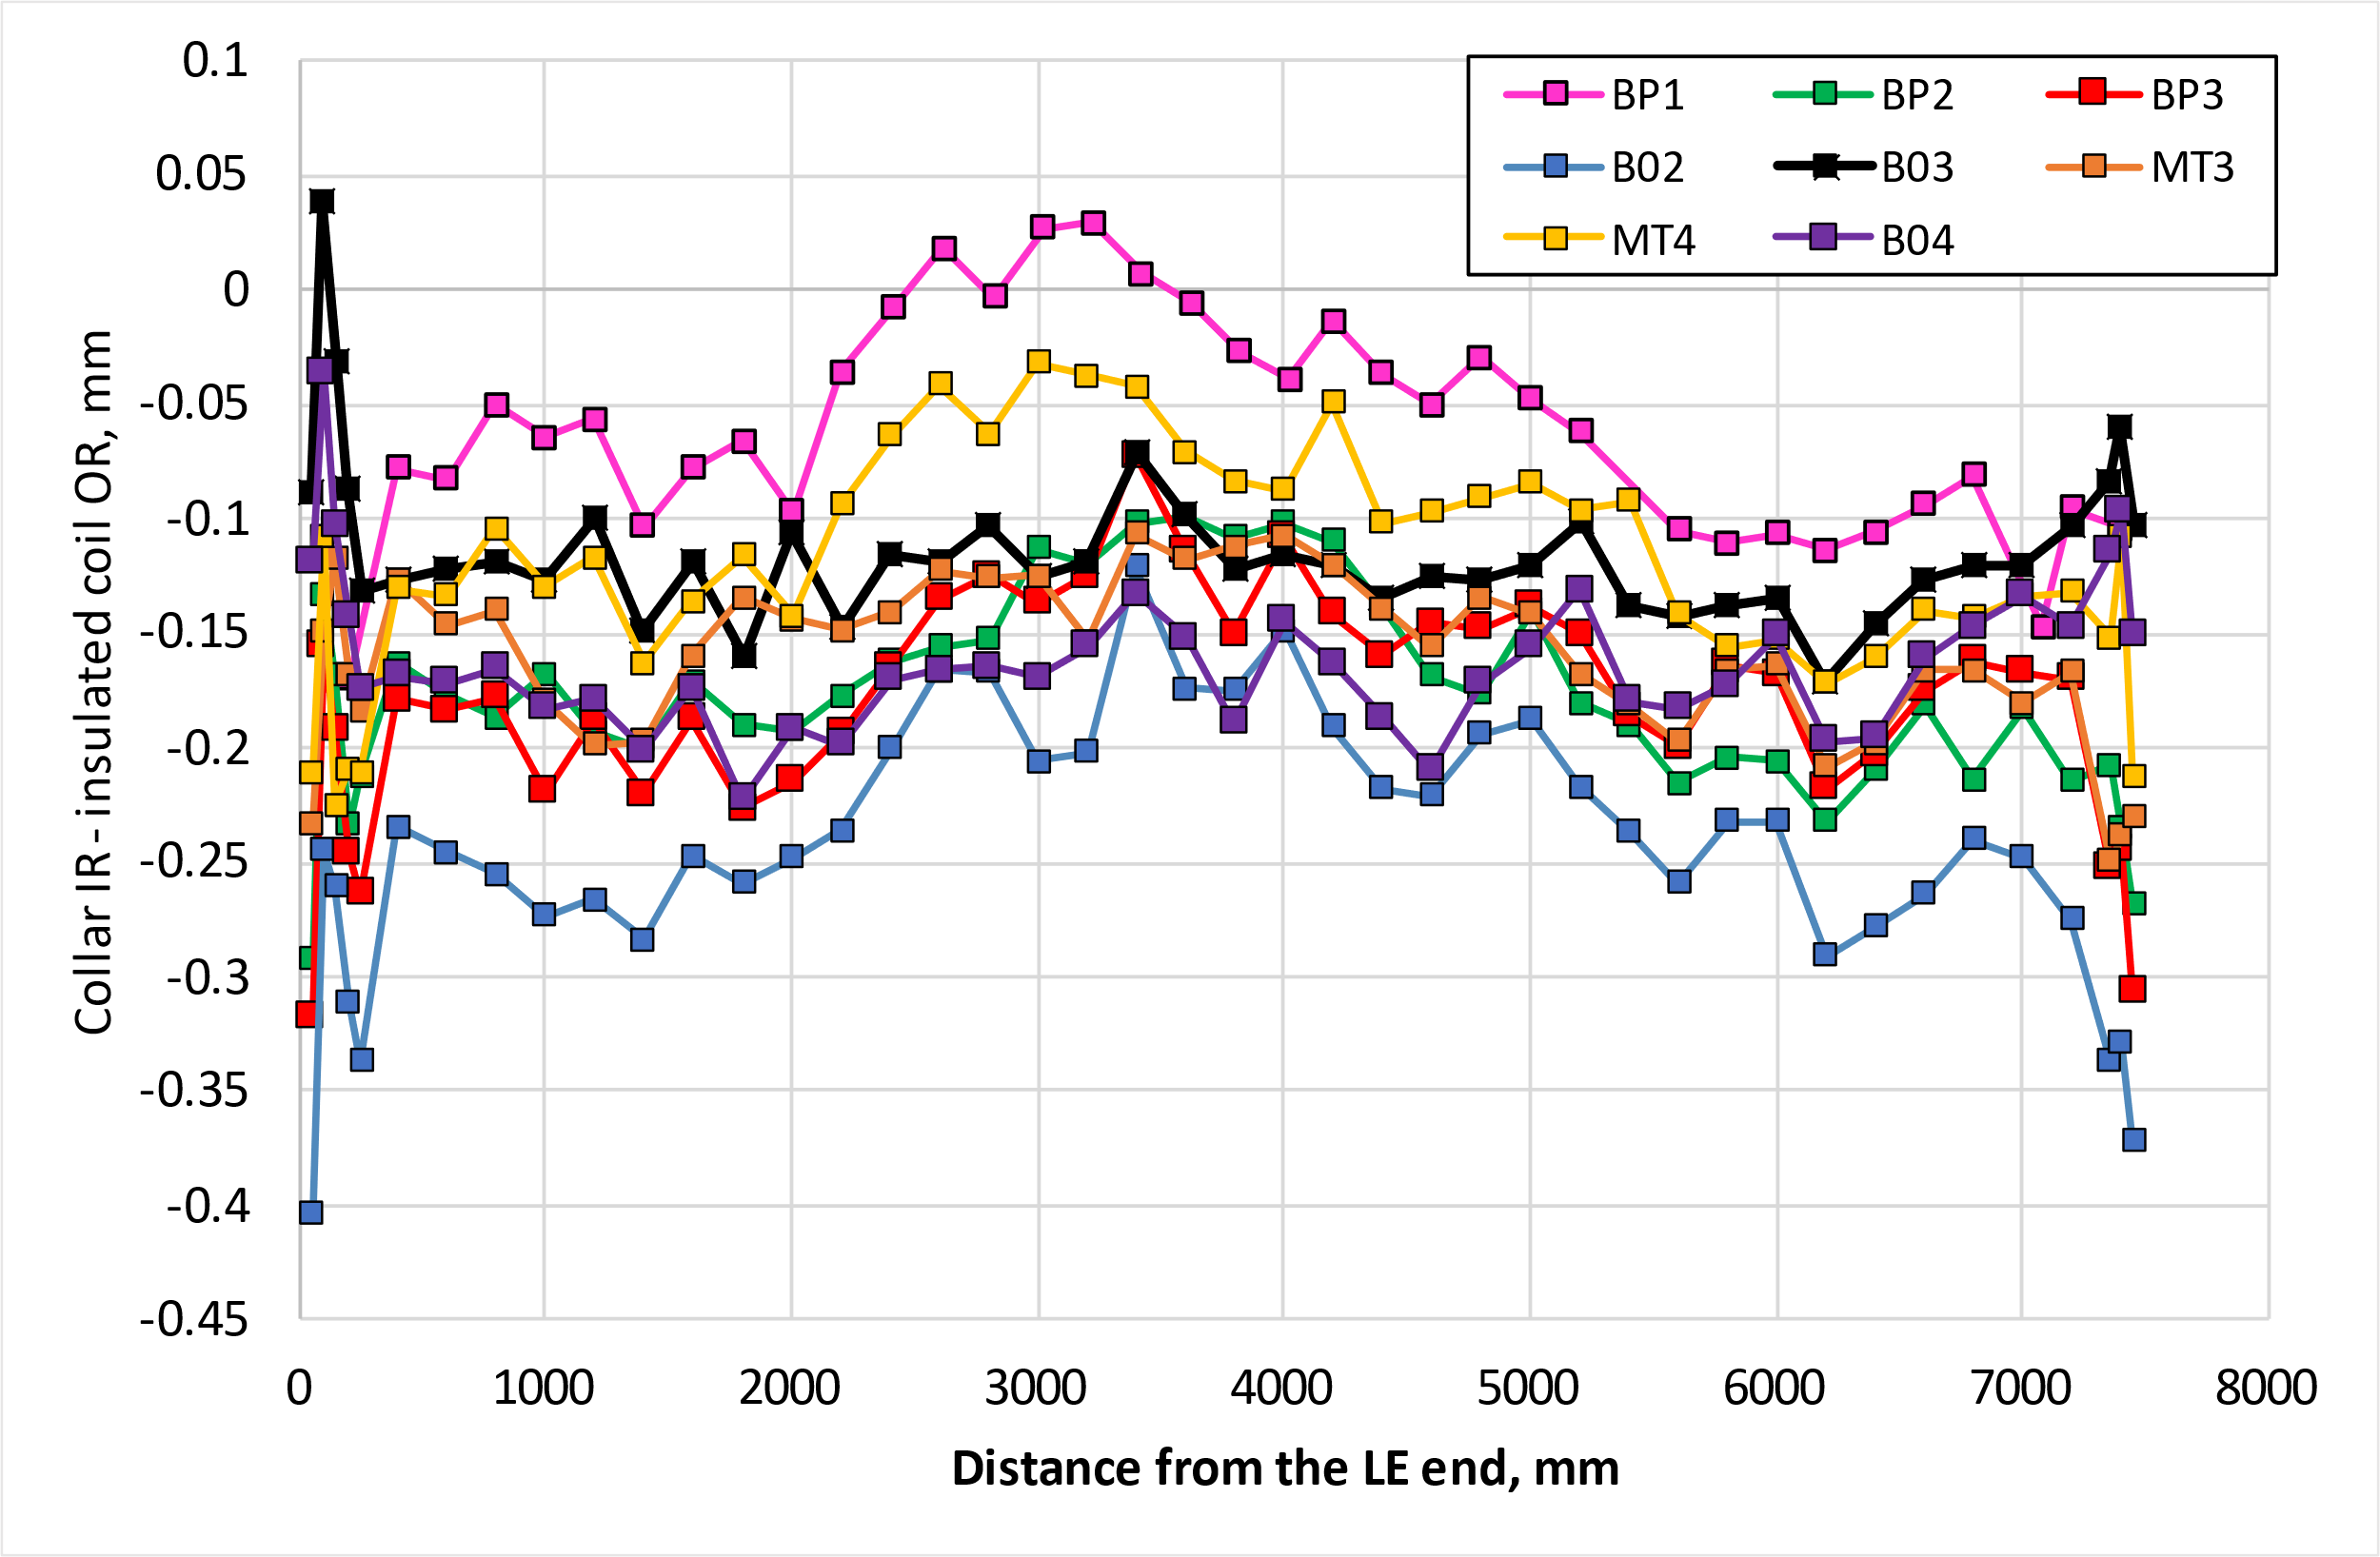 Collar IR - insulated coil OR, mm
0.1
0.05
0
-0.05
-0.1
-0.15
-0.2
-0.25
-0.3
-0.35
-0.4
-0.45
BP1 BP2 BP3
B02 B03 MT3
MT4 B04
0 1000 2000 3000 4000 5000 6000 7000 8000
Distance from the LE end, mm